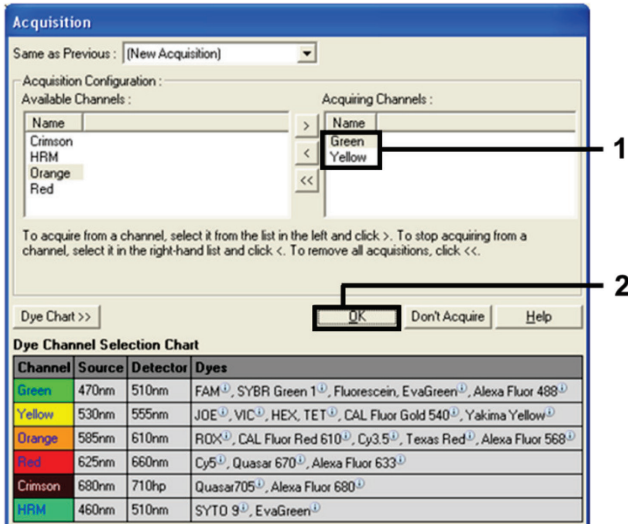 Acquisition
Same as Previous : (New Acquisition)
Acquisition Configuration :
Available Channels :
Acquiring Channels :
Name
Crimson
HRM
Orange
Red
>
<
<<
Name
Green
Yellow
1
To acquire from a channel, select it from the list in the left and click >. To stop acquiring from a
channel, select it in the right-hand list and click <. To remove all acquisitions, click <<.
2
Dye Chart >> OK Don't Acquire Help
Dye Channel Selection Chart
Channel Source Detector Dyes
Green 470nm 510nm FAM, SYBR Green 1, Fluorescein, EvaGreen, Alexa Fluor 488
Yellow 530nm 555nm JOE, VIC, HEX, TET, CAL Fluor Gold 540, Yakima Yellow
Orange 585nm 610nm ROX, CAL Fluor Red 610, Cy3.5, Texas Red, Alexa Fluor 568
Red 625nm 660nm Cy5, Quasar 670, Alexa Fluor 633
Crimson 680nm 710hp Quasar705, Alexa Fluor 680
HRM 460nm 510nm SYTO 9, EvaGreen